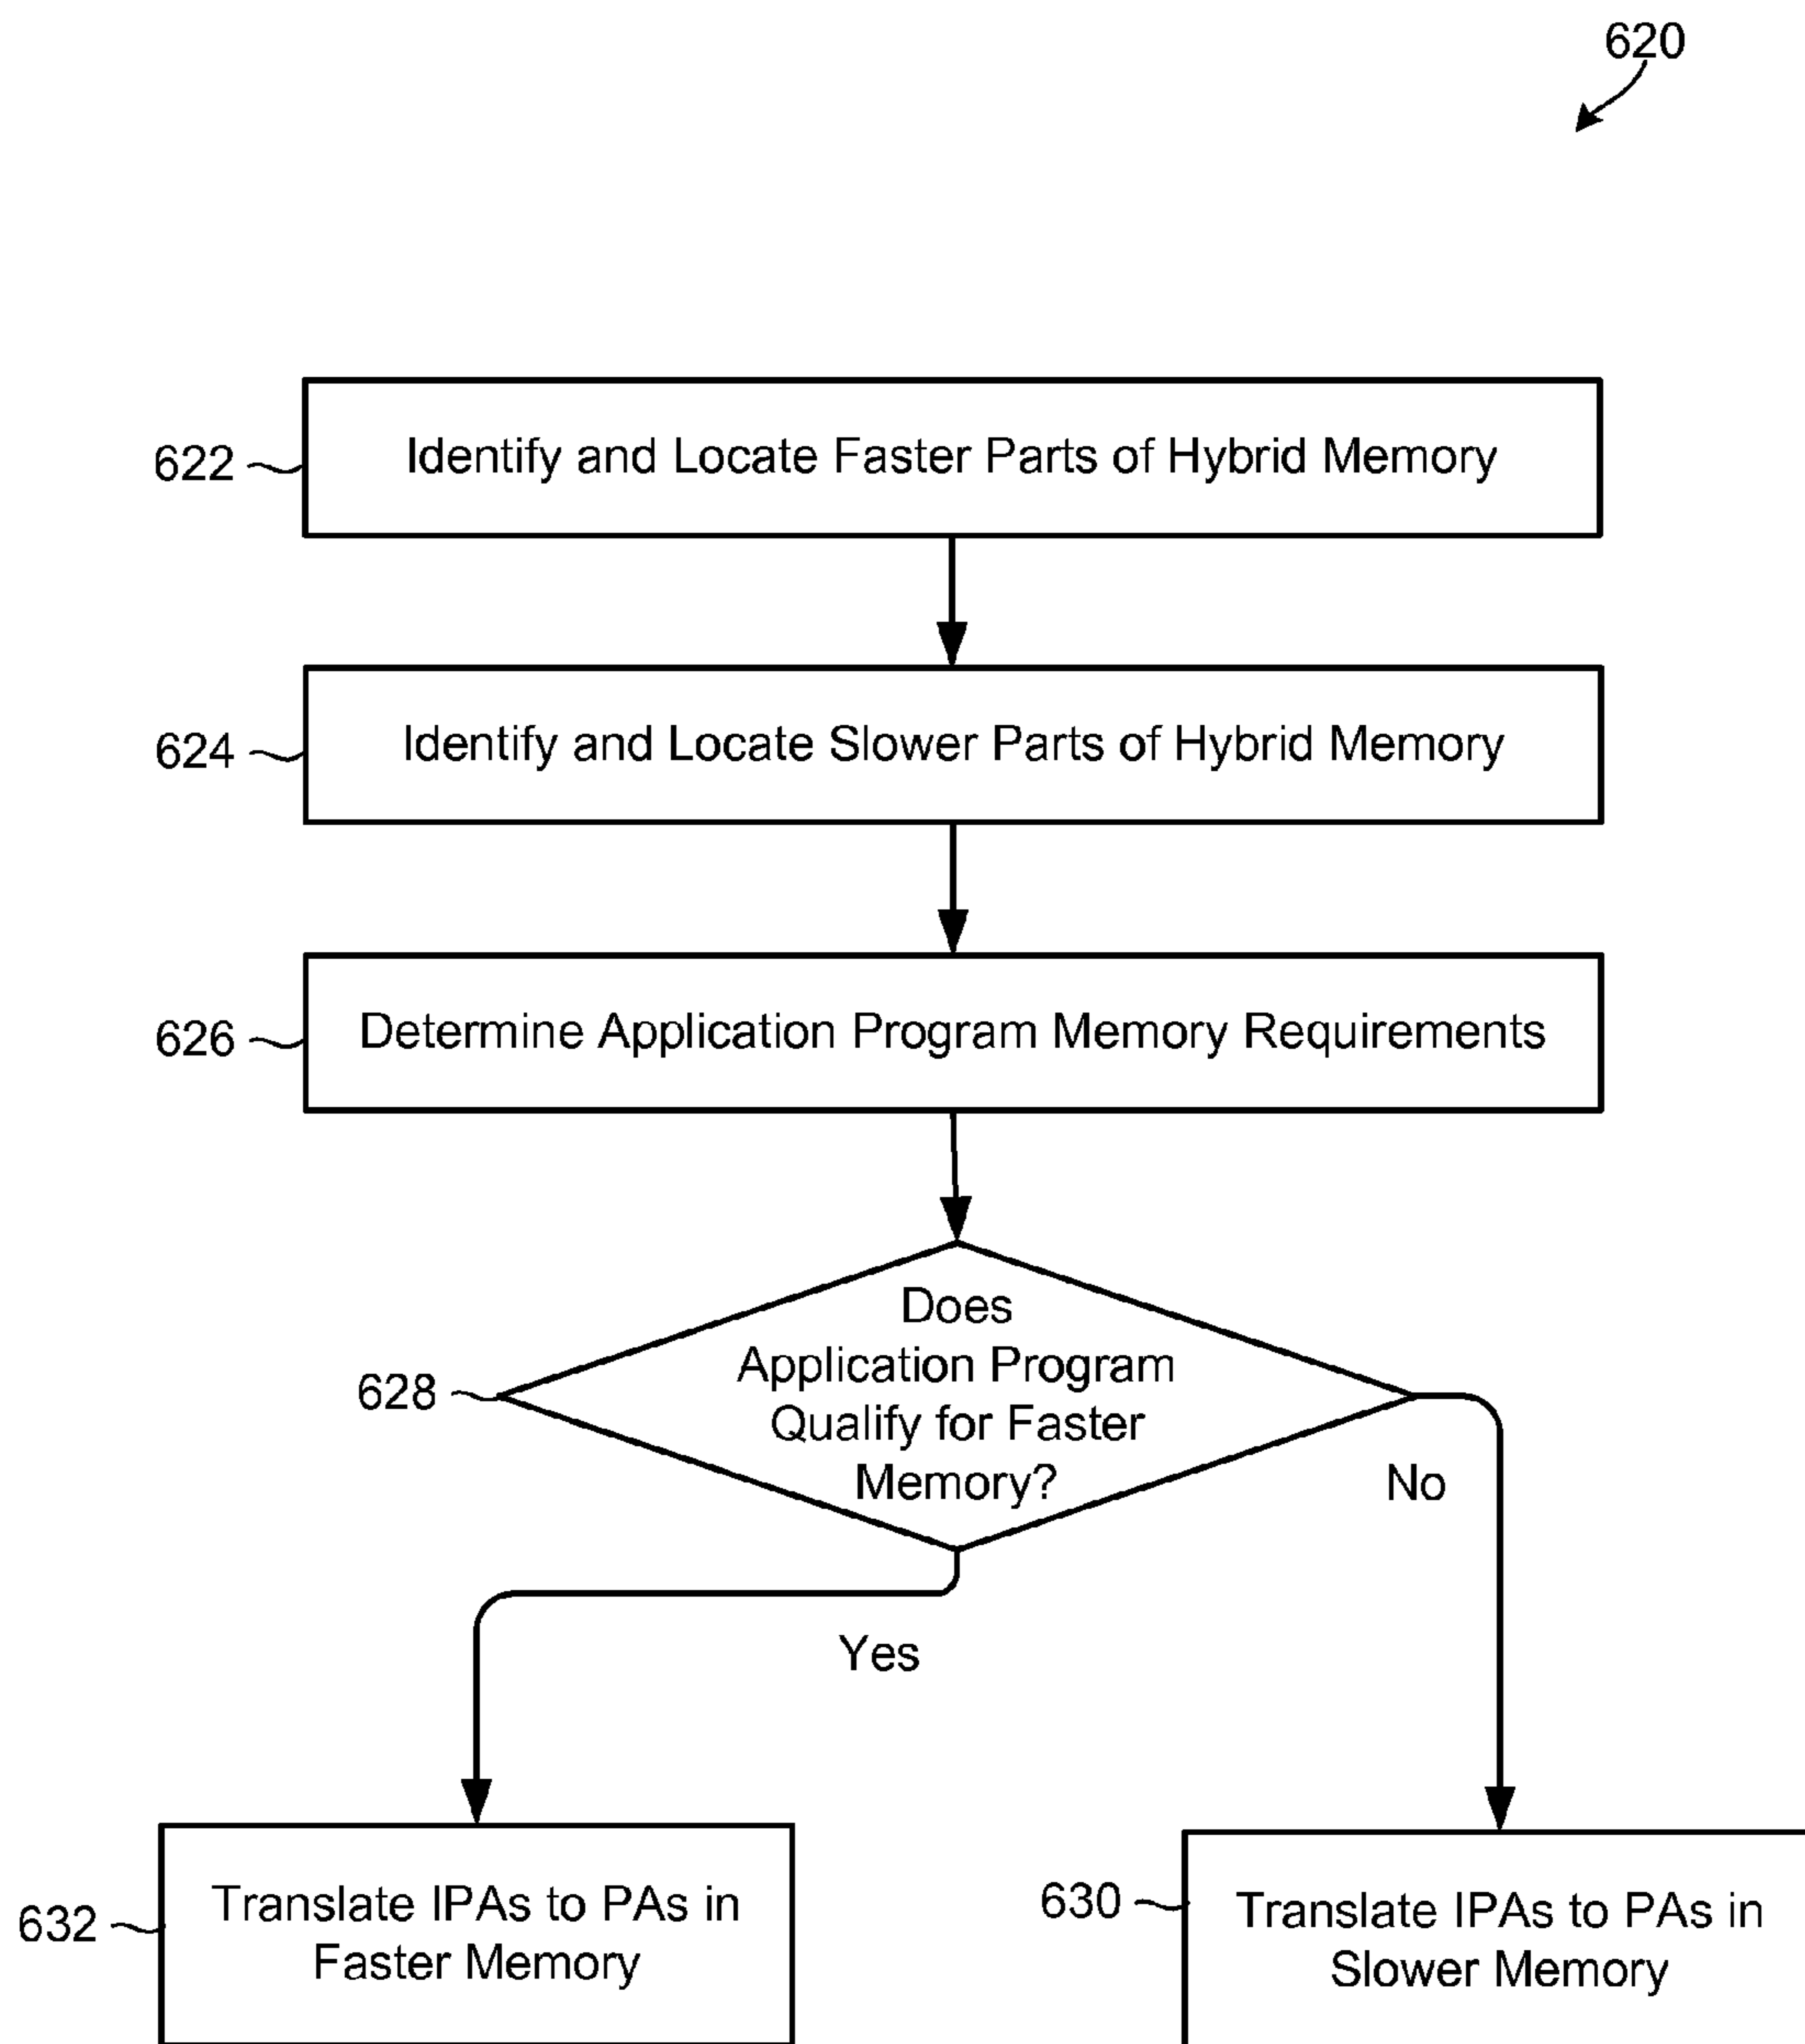 620
622
Identify and Locate Faster Parts of Hybrid Memory
624
Identify and Locate Slower Parts of Hybrid Memory
626
Determine Application Program Memory Requirements
628
Does
Application Program
Qualify for Faster
Memory?
No
Yes
632
Translate IPAs to PAs in
Faster Memory
630
Translate IPAs to PAs in
Slower Memory